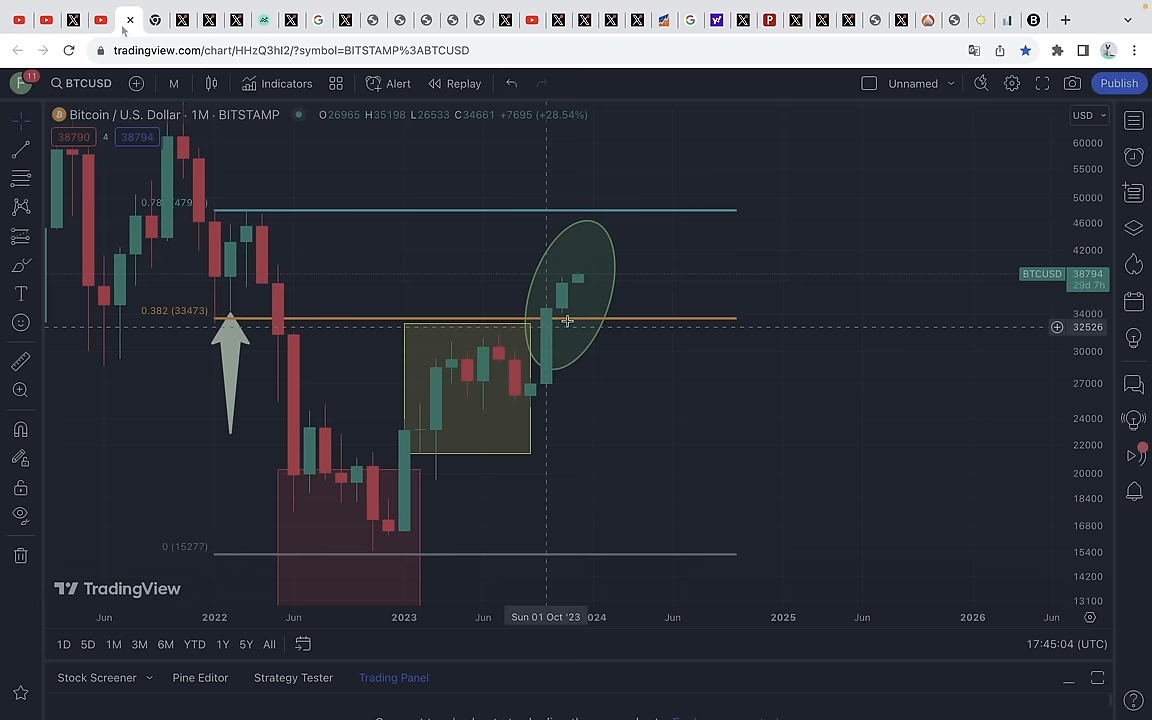 tradingview.com/chart/HHzQ3hI2/?symbol=BITSTAMP%3ABTCUSD
11
BTCUSD
M
Indicators
Alert
Replay
Unnamed
Publish
Bitcoin / U.S. Dollar · 1M · BITSTAMP
O26965 H35198 L26533 C34661 +7695 (+28.54%)
USD
38790
4
38794
60000
55000
50000
46000
42000
BTCUSD
38794
29d 7h
34000
32526
30000
27000
24000
22000
20000
18400
16800
15400
14200
13100
0.382 (33473)
0 (15277)
TradingView
Jun
2022
Jun
2023
Jun
Sun 01 Oct '23
024
Jun
2025
Jun
2026
Jun
1D
5D
1M
3M
6M
YTD
1Y
5Y
All
17:45:04 (UTC)
Stock Screener
Pine Editor
Strategy Tester
Trading Panel